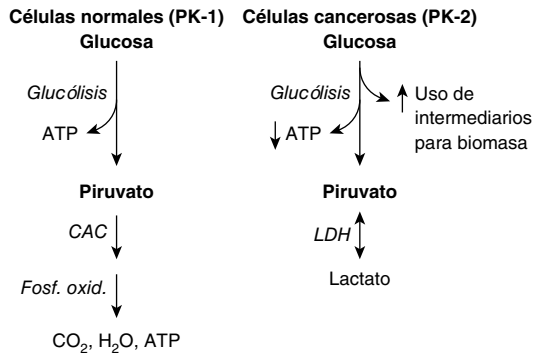 Células normales (PK-1)
Glucosa
Glucólisis
ATP
Piruvato
CAC
Fosf. oxid.
CO₂, H₂O, ATP
Células cancerosas (PK-2)
Glucosa
Glucólisis
ATP
Uso de
intermediarios
para biomasa
Piruvato
LDH
Lactato